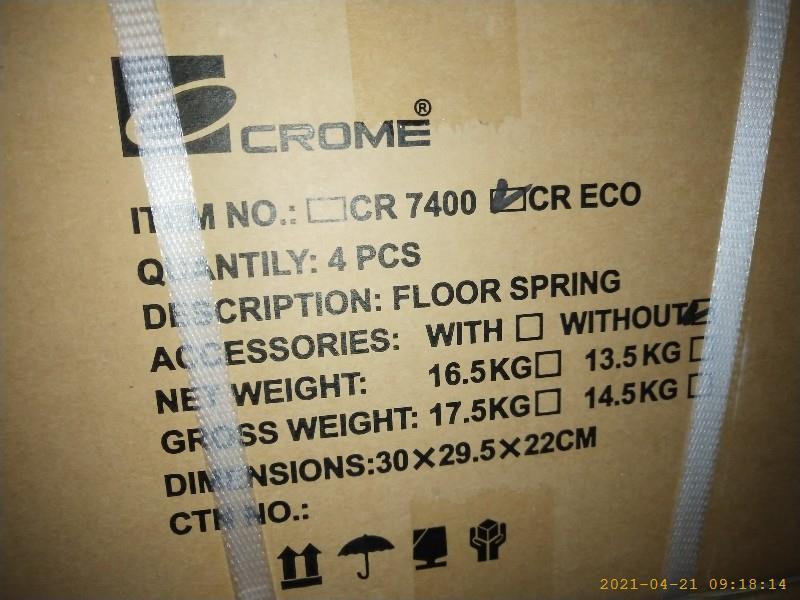 CROME®
ITEM NO.: ☐CR 7400 ☑CR ECO
QUANTILY: 4 PCS
DESCRIPTION: FLOOR SPRING
ACCESSORIES: WITH ☐ WITHOUT ☑
NET WEIGHT: 16.5KG☐ 13.5KG☐
GROSS WEIGHT: 17.5KG☐ 14.5KG☐
DIMENSIONS:30×29.5×22CM
CTN NO.:
2021-04-21 09:18:14